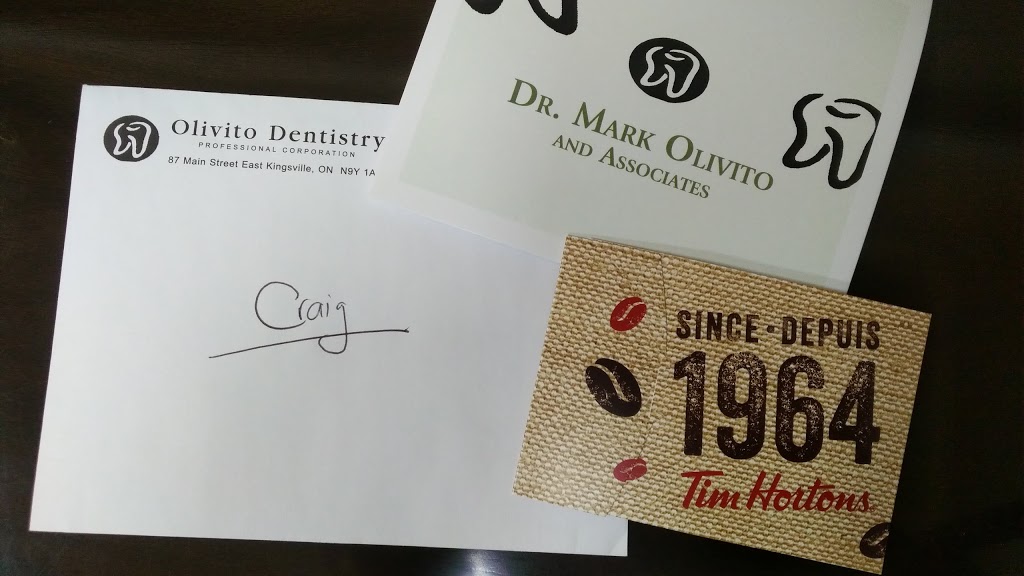 Olivito Dentistry
PROFESSIONAL CORPORATION
87 Main Street East Kingsville, ON N9Y 1A
Craig
DR. MARK OLIVITO
AND ASSOCIATES
SINCE · DEPUIS
1964
Tim Hortons